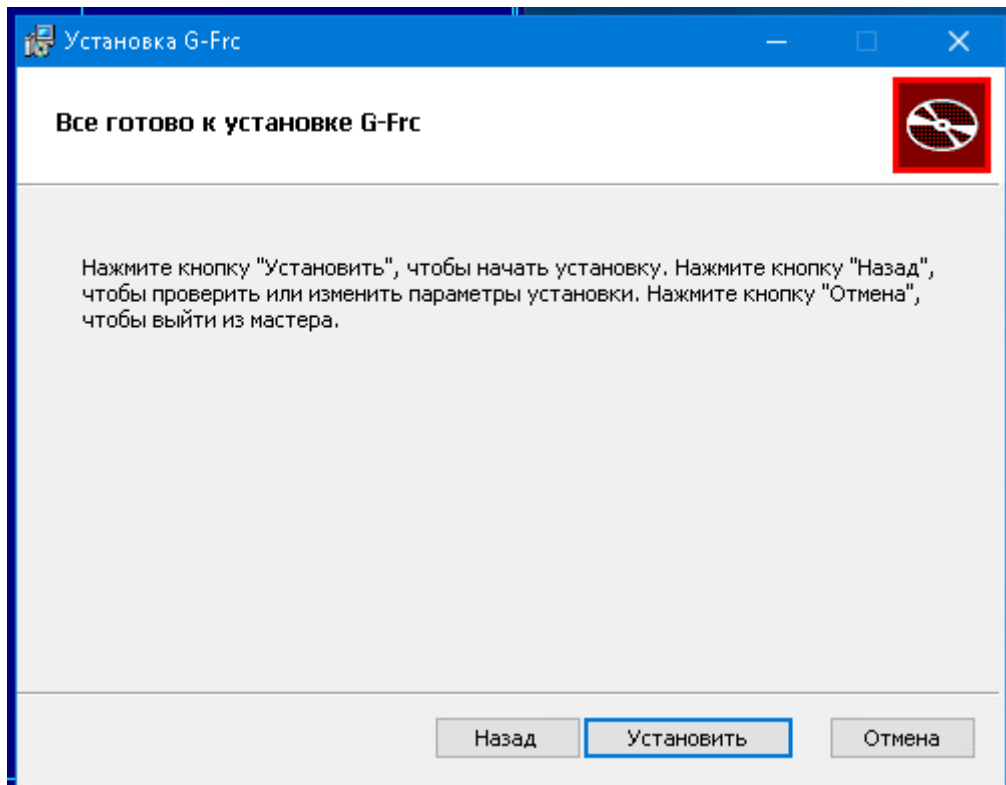 Установка G-Frc
Все готово к установке G-Frc
Нажмите кнопку "Установить", чтобы начать установку. Нажмите кнопку "Назад",
чтобы проверить или изменить параметры установки. Нажмите кнопку "Отмена",
чтобы выйти из мастера.
Назад
Установить
Отмена